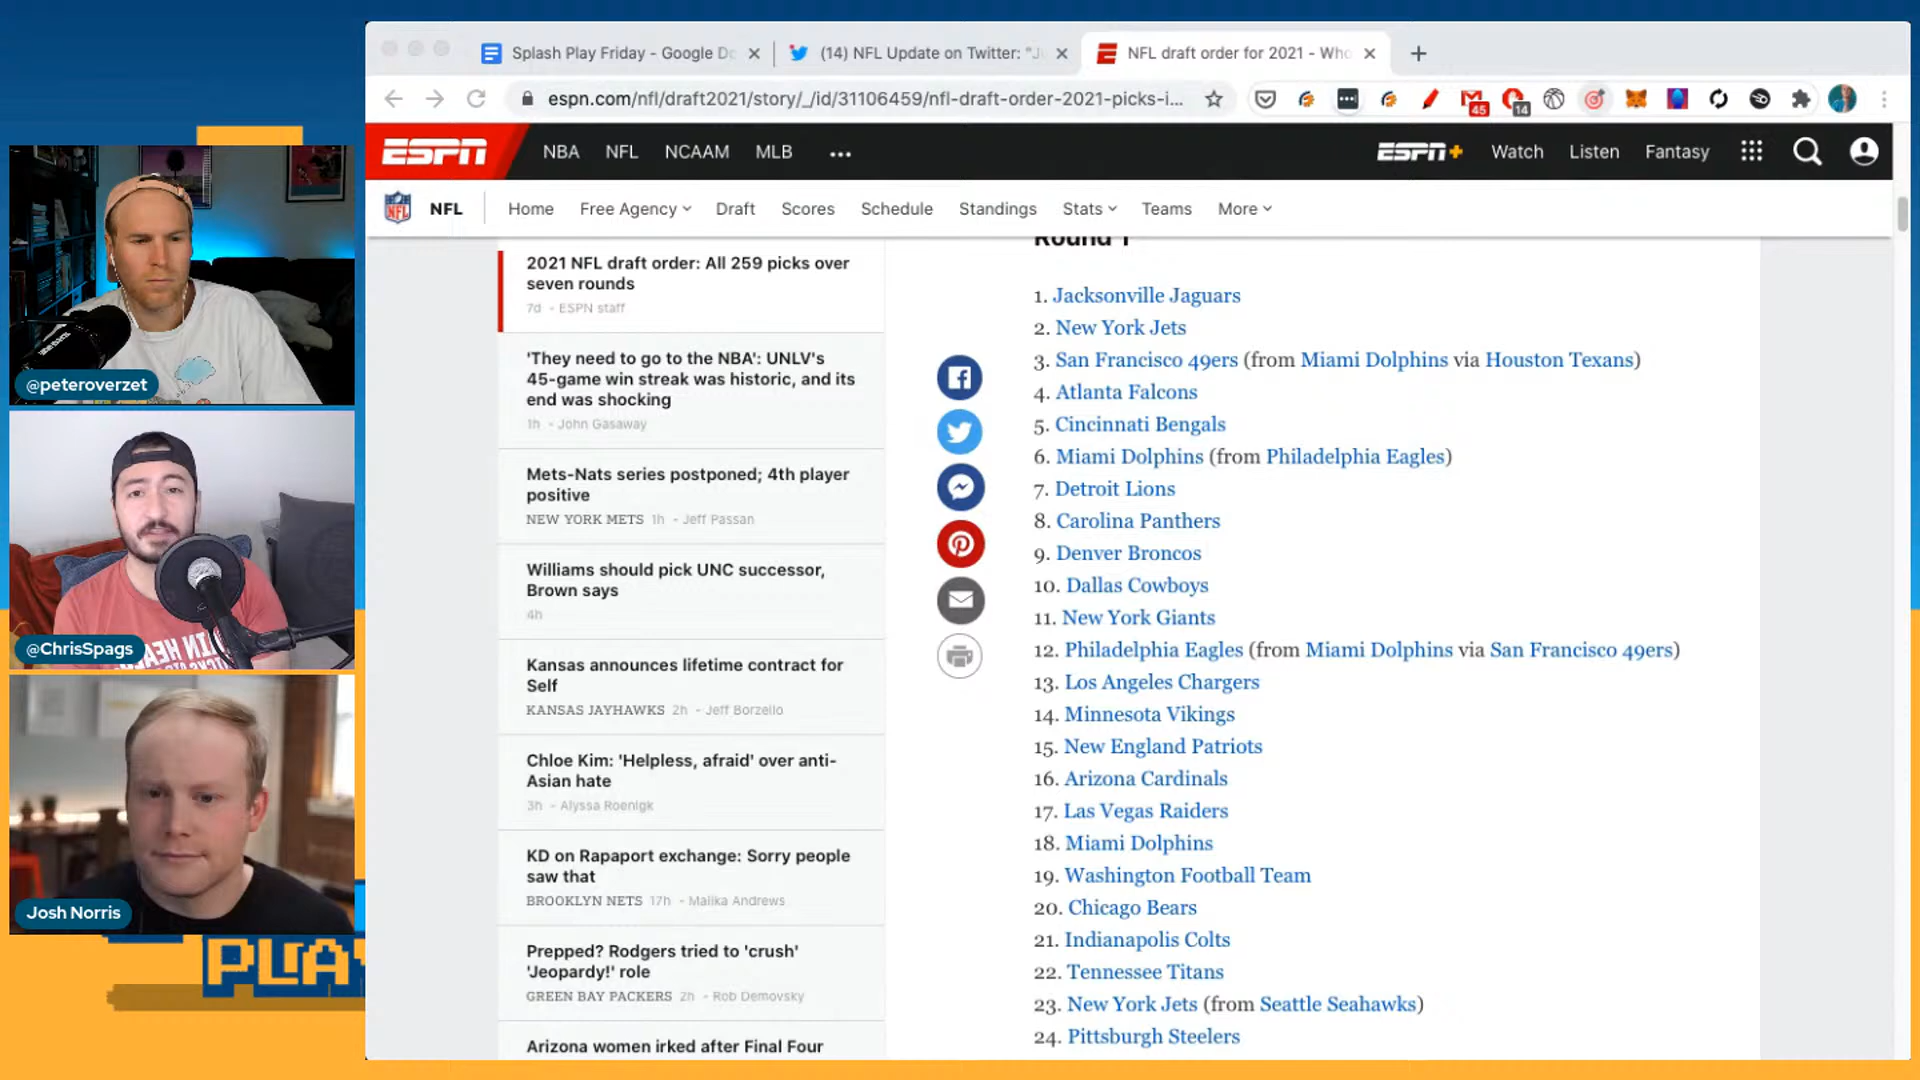 Splash Play Friday - Google Do
(14) NFL Update on Twitter: "J
NFL draft order for 2021 - Who
espn.com/nfl/draft2021/story/_/id/31106459/nfl-draft-order-2021-picks-i...
45
14
ESPN
NBA
NFL
NCAAM
MLB
...
ESPN+
Watch
Listen
Fantasy
NFL
NFL
Home
Free Agency
Draft
Scores
Schedule
Standings
Stats
Teams
More
2021 NFL draft order: All 259 picks over
seven rounds
7d - ESPN staff
'They need to go to the NBA': UNLV's
45-game win streak was historic, and its
end was shocking
1h - John Gasaway
Mets-Nats series postponed; 4th player
positive
NEW YORK METS 1h - Jeff Passan
Williams should pick UNC successor,
Brown says
4h
Kansas announces lifetime contract for
Self
KANSAS JAYHAWKS 2h - Jeff Borzello
Chloe Kim: 'Helpless, afraid' over anti-
Asian hate
3h - Alyssa Roenigk
KD on Rapaport exchange: Sorry people
saw that
BROOKLYN NETS 17h - Malika Andrews
Prepped? Rodgers tried to 'crush'
'Jeopardy!' role
GREEN BAY PACKERS 2h - Rob Demovsky
Arizona women irked after Final Four
Round 1
1. Jacksonville Jaguars
2. New York Jets
3. San Francisco 49ers (from Miami Dolphins via Houston Texans)
4. Atlanta Falcons
5. Cincinnati Bengals
6. Miami Dolphins (from Philadelphia Eagles)
7. Detroit Lions
8. Carolina Panthers
9. Denver Broncos
10. Dallas Cowboys
11. New York Giants
12. Philadelphia Eagles (from Miami Dolphins via San Francisco 49ers)
13. Los Angeles Chargers
14. Minnesota Vikings
15. New England Patriots
16. Arizona Cardinals
17. Las Vegas Raiders
18. Miami Dolphins
19. Washington Football Team
20. Chicago Bears
21. Indianapolis Colts
22. Tennessee Titans
23. New York Jets (from Seattle Seahawks)
24. Pittsburgh Steelers
@peteroverzet
@ChrisSpags
Josh Norris
PLAY